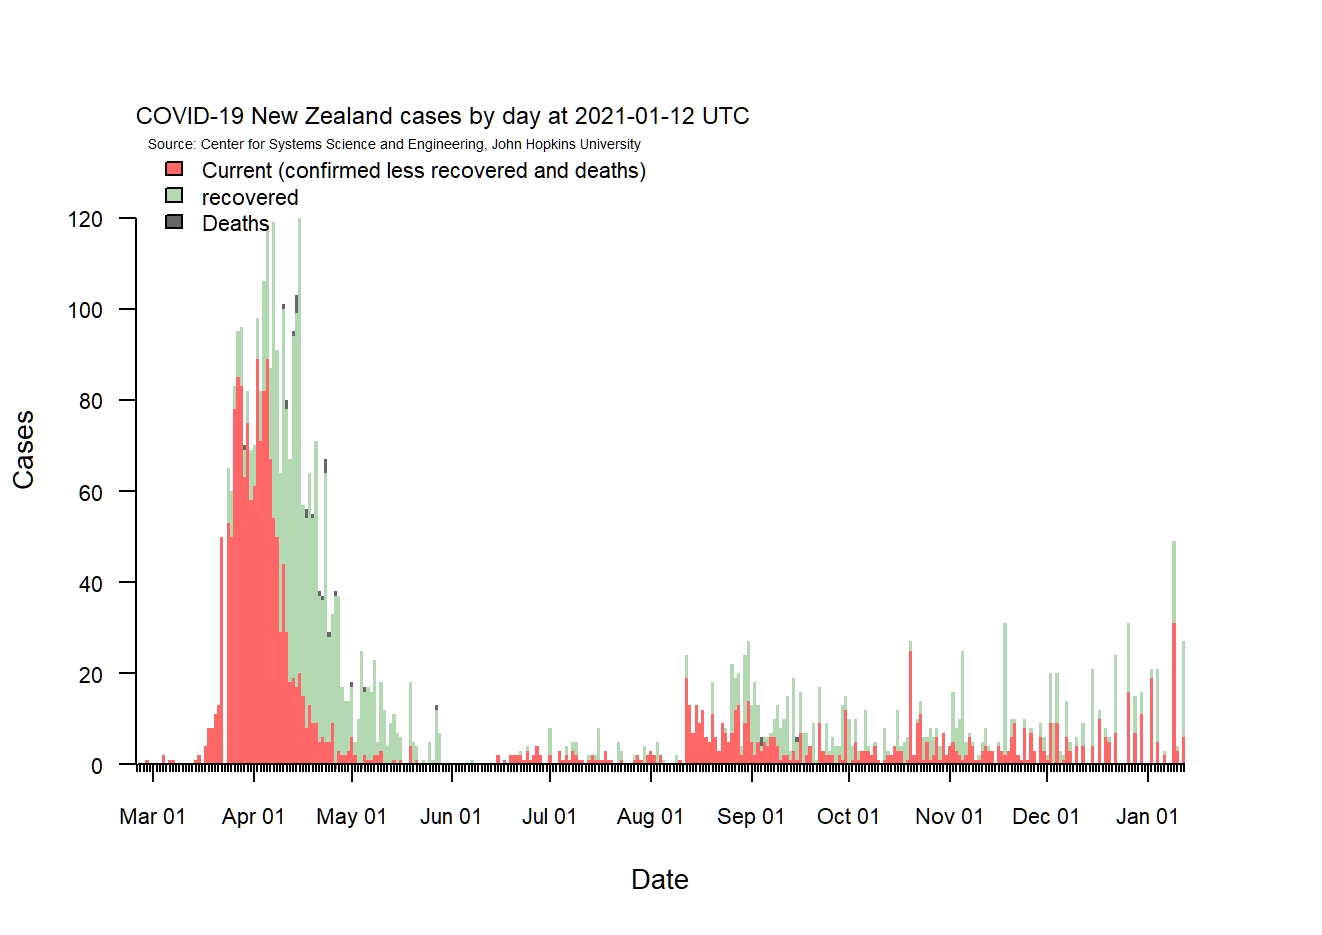 COVID-19 New Zealand cases by day at 2021-01-12 UTC
Source: Center for Systems Science and Engineering, John Hopkins University
Current (confirmed less recovered and deaths)
recovered
Deaths
120
100
80
60
40
20
0
Cases
Mar 01 Apr 01 May 01 Jun 01 Jul 01 Aug 01 Sep 01 Oct 01 Nov 01 Dec 01 Jan 01
Date